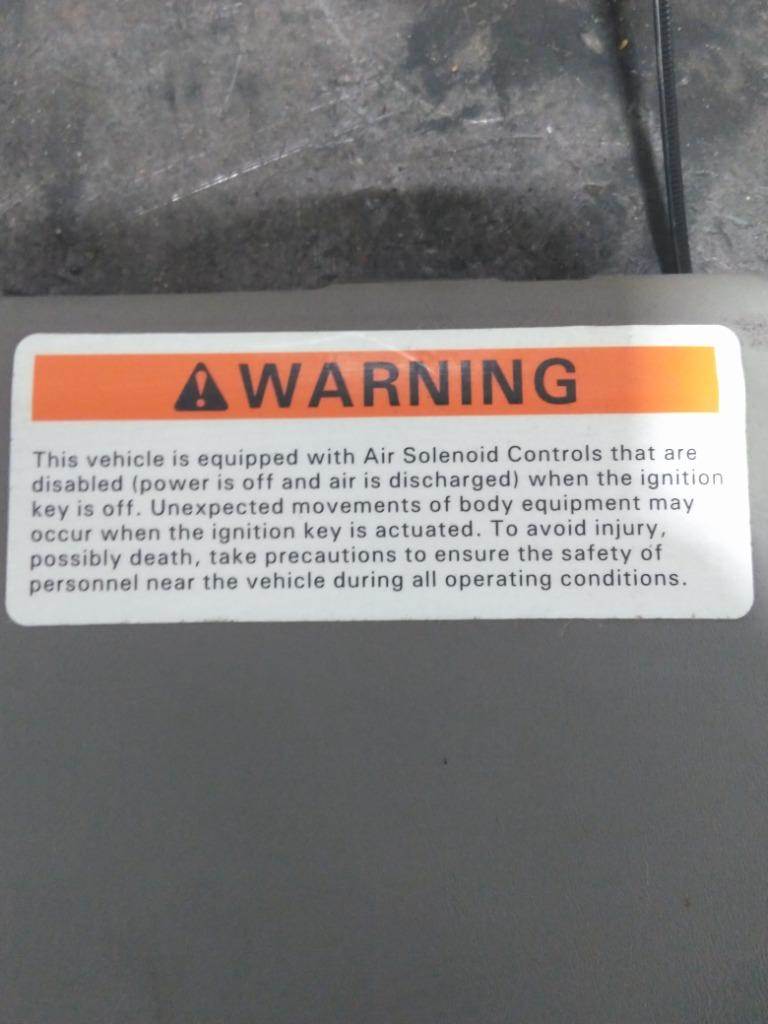 WARNING
This vehicle is equipped with Air Solenoid Controls that are
disabled (power is off and air is discharged) when the ignition
key is off. Unexpected movements of body equipment may
occur when the ignition key is actuated. To avoid injury,
possibly death, take precautions to ensure the safety of
personnel near the vehicle during all operating conditions.